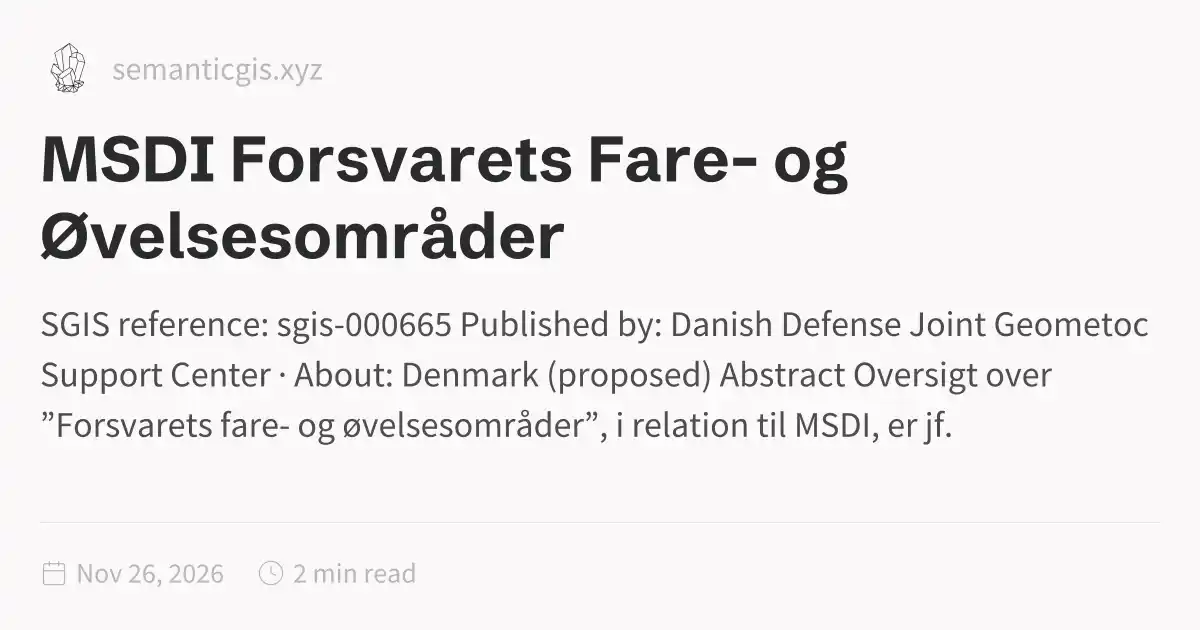 semanticgis.xyz
MSDI Forsvarets Fare- og
Øvelsesområder
SGIS reference: sgis-000665 Published by: Danish Defense Joint Geometoc
Support Center · About: Denmark (proposed) Abstract Oversigt over
”Forsvarets fare- og øvelsesområder”, i relation til MSDI, er jf.
Nov 26, 2026 2 min read